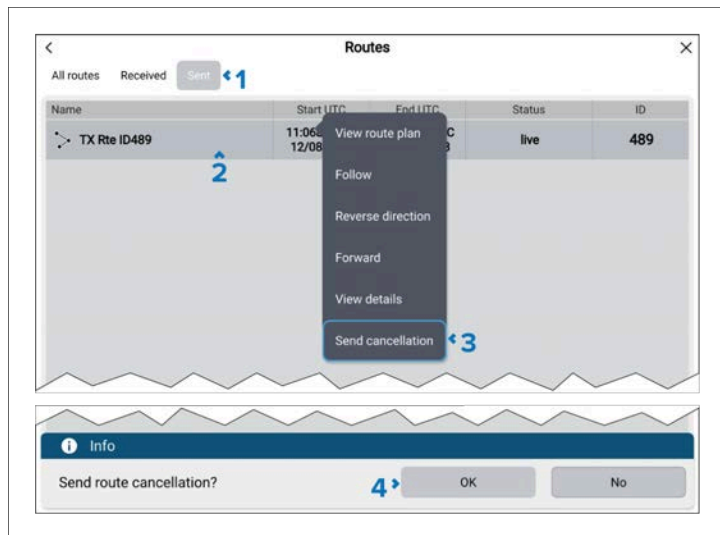 Routes
All routes Received Sent 1
Name Start UTC End UTC Status ID
TX Rte ID489 live 489
2
View route plan
Follow
Reverse direction
Forward
View details
Send cancellation 3
Info
Send route cancellation? 4 OK No